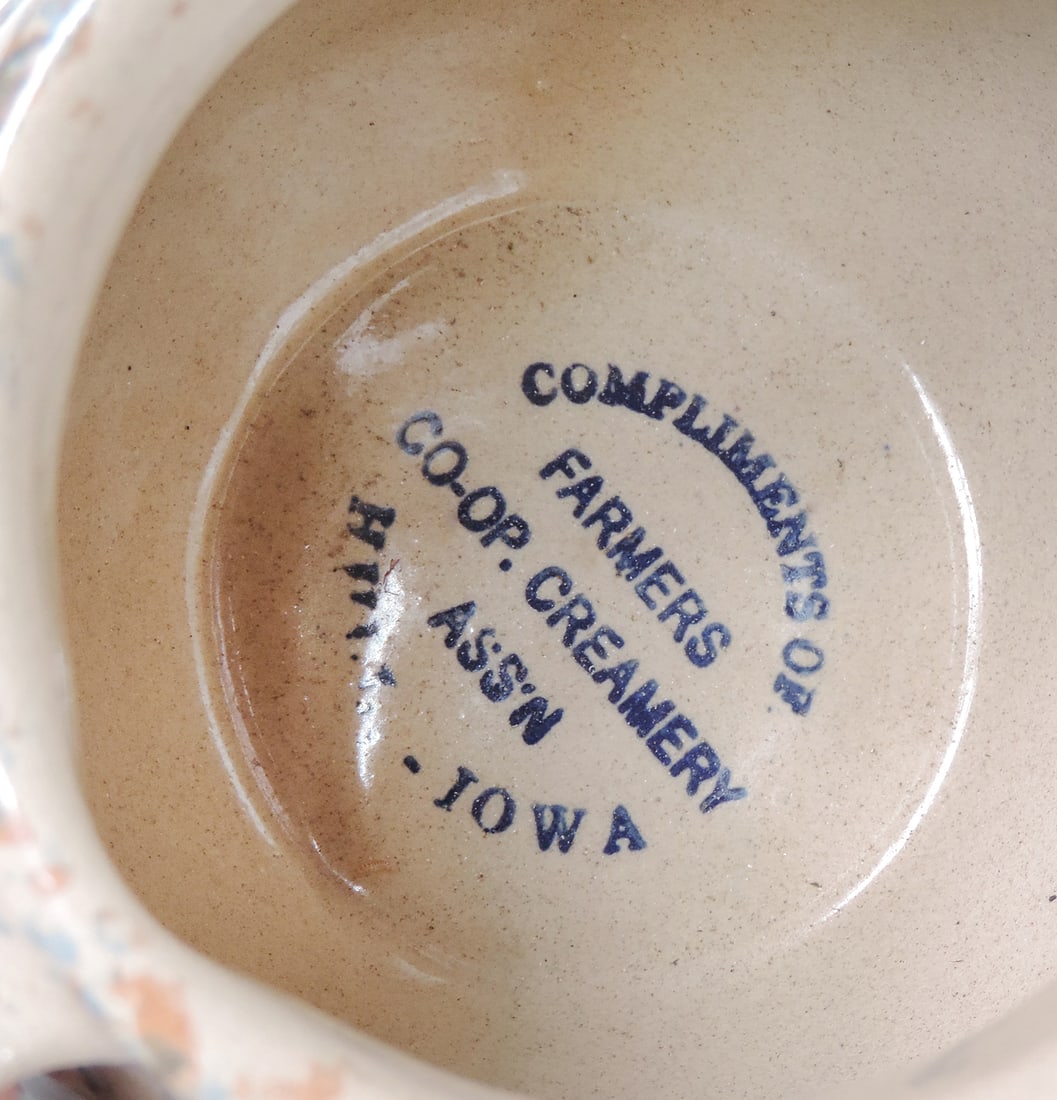 COMPLIMENTS OF
FARMERS
CO-OP. CREAMERY
ASS'N
- IOWA